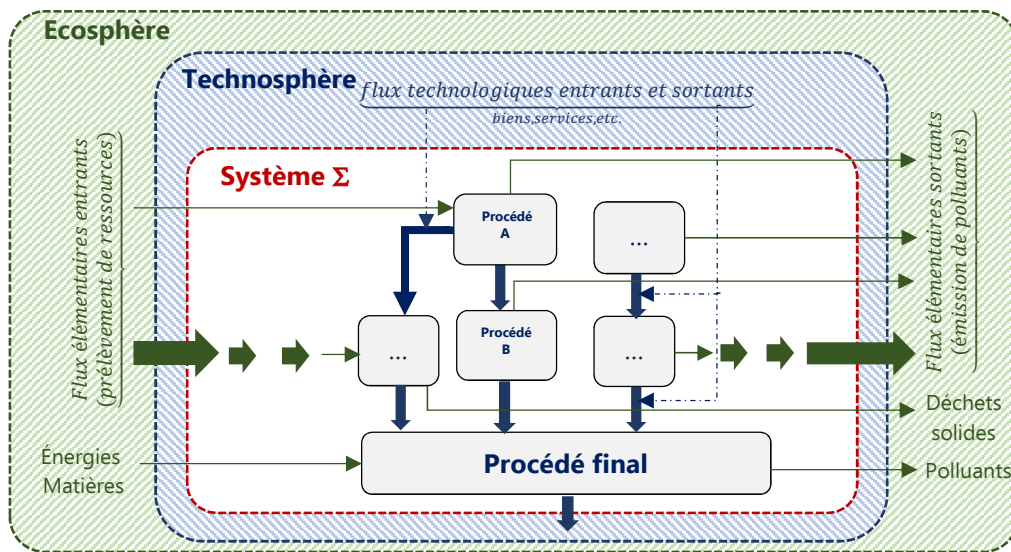 Ecosphère
Technosphère
flux technologiques entrants et sortants
biens,services,etc.
Flux élémentaires entrants
(prélèvement de ressources)
Système Σ
Procédé
A
...
...
Procédé
B
...
Flux élémentaires sortants
(émission de polluants)
Déchets
solides
Énergies
Matières
Procédé final
Polluants